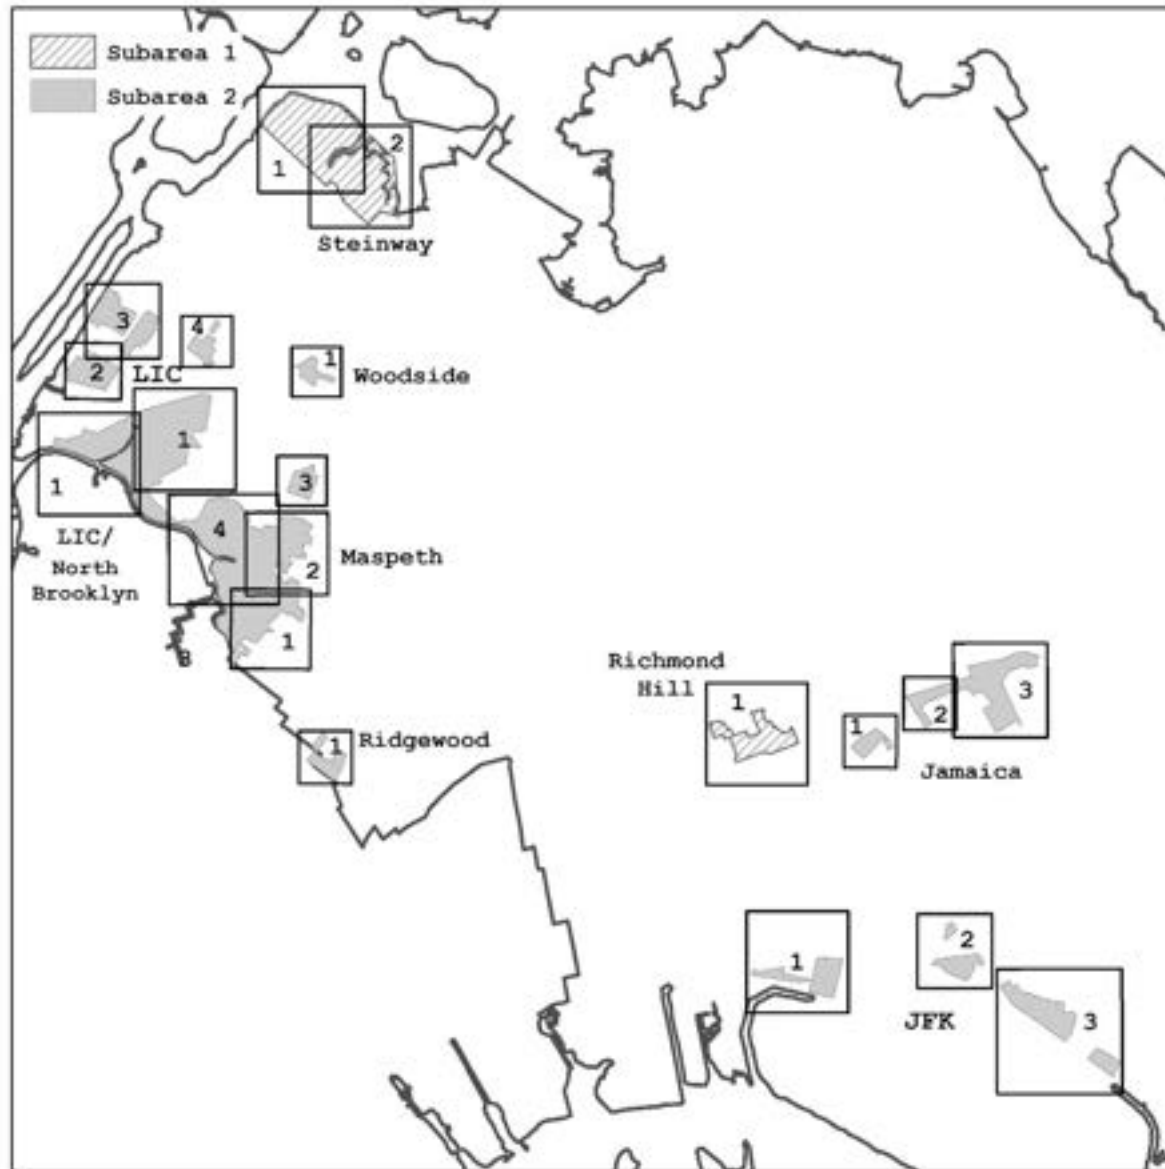 Subarea 1
Subarea 2
1
2
Steinway
3
4
2
LIC
1
Woodside
1
1
3
LIC/
North
Brooklyn
4
2
Maspeth
1
Richmond
Hill
1
1
2
3
Jamaica
1
Ridgewood
1
2
JFK
3